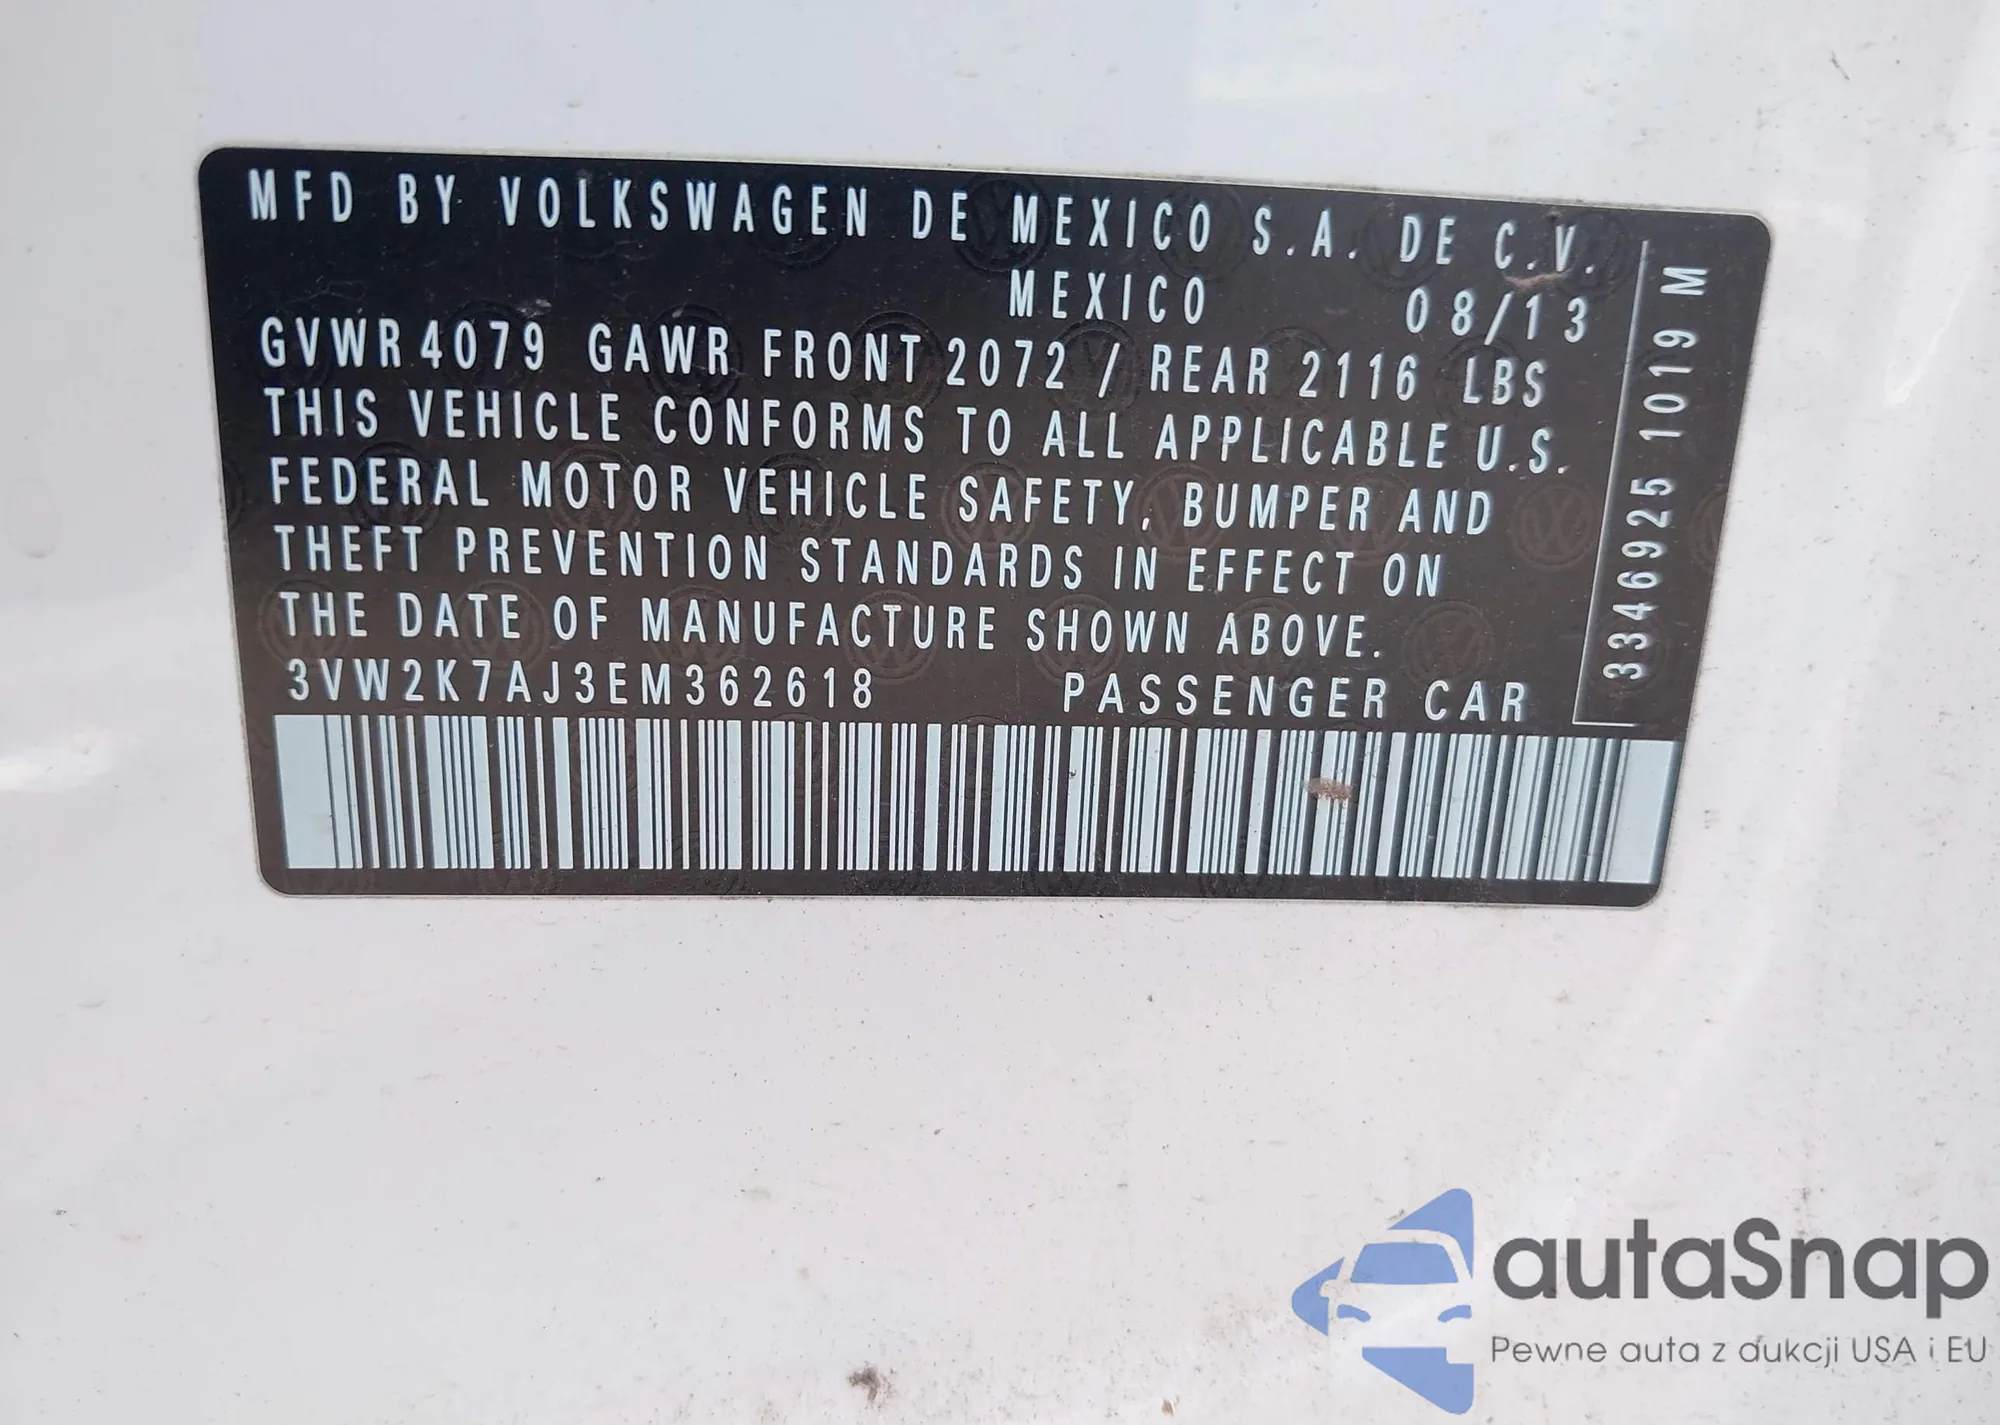 MFD BY VOLKSWAGEN DE MEXICO S.A. DE C.V.
MEXICO 08/13
GVWR 4079 GAWR FRONT 2072 / REAR 2116 LBS
THIS VEHICLE CONFORMS TO ALL APPLICABLE U.S.
FEDERAL MOTOR VEHICLE SAFETY, BUMPER AND
THEFT PREVENTION STANDARDS IN EFFECT ON
THE DATE OF MANUFACTURE SHOWN ABOVE.
3VW2K7AJ3EM362618 PASSENGER CAR
3346925 1019 M
autaSnap
Pewne auta z aukcji USA i EU